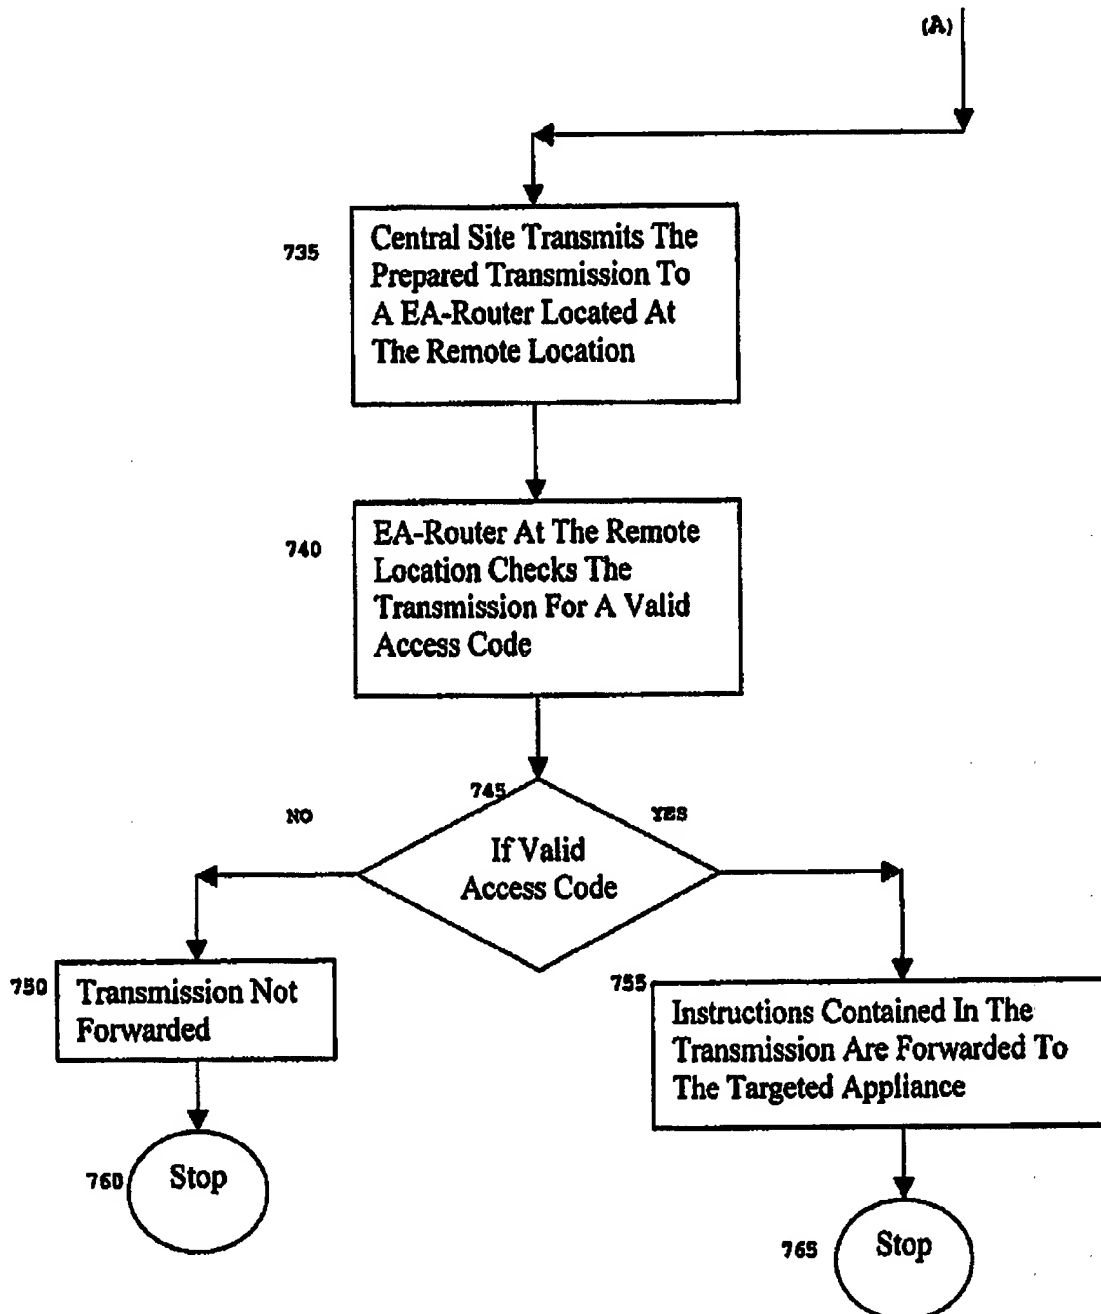 (A)
735
Central Site Transmits The
Prepared Transmission To
A EA-Router Located At
The Remote Location
740
EA-Router At The Remote
Location Checks The
Transmission For A Valid
Access Code
745
NO
YES
If Valid
Access Code
750
Transmission Not
Forwarded
755
Instructions Contained In The
Transmission Are Forwarded To
The Targeted Appliance
760
Stop
765
Stop